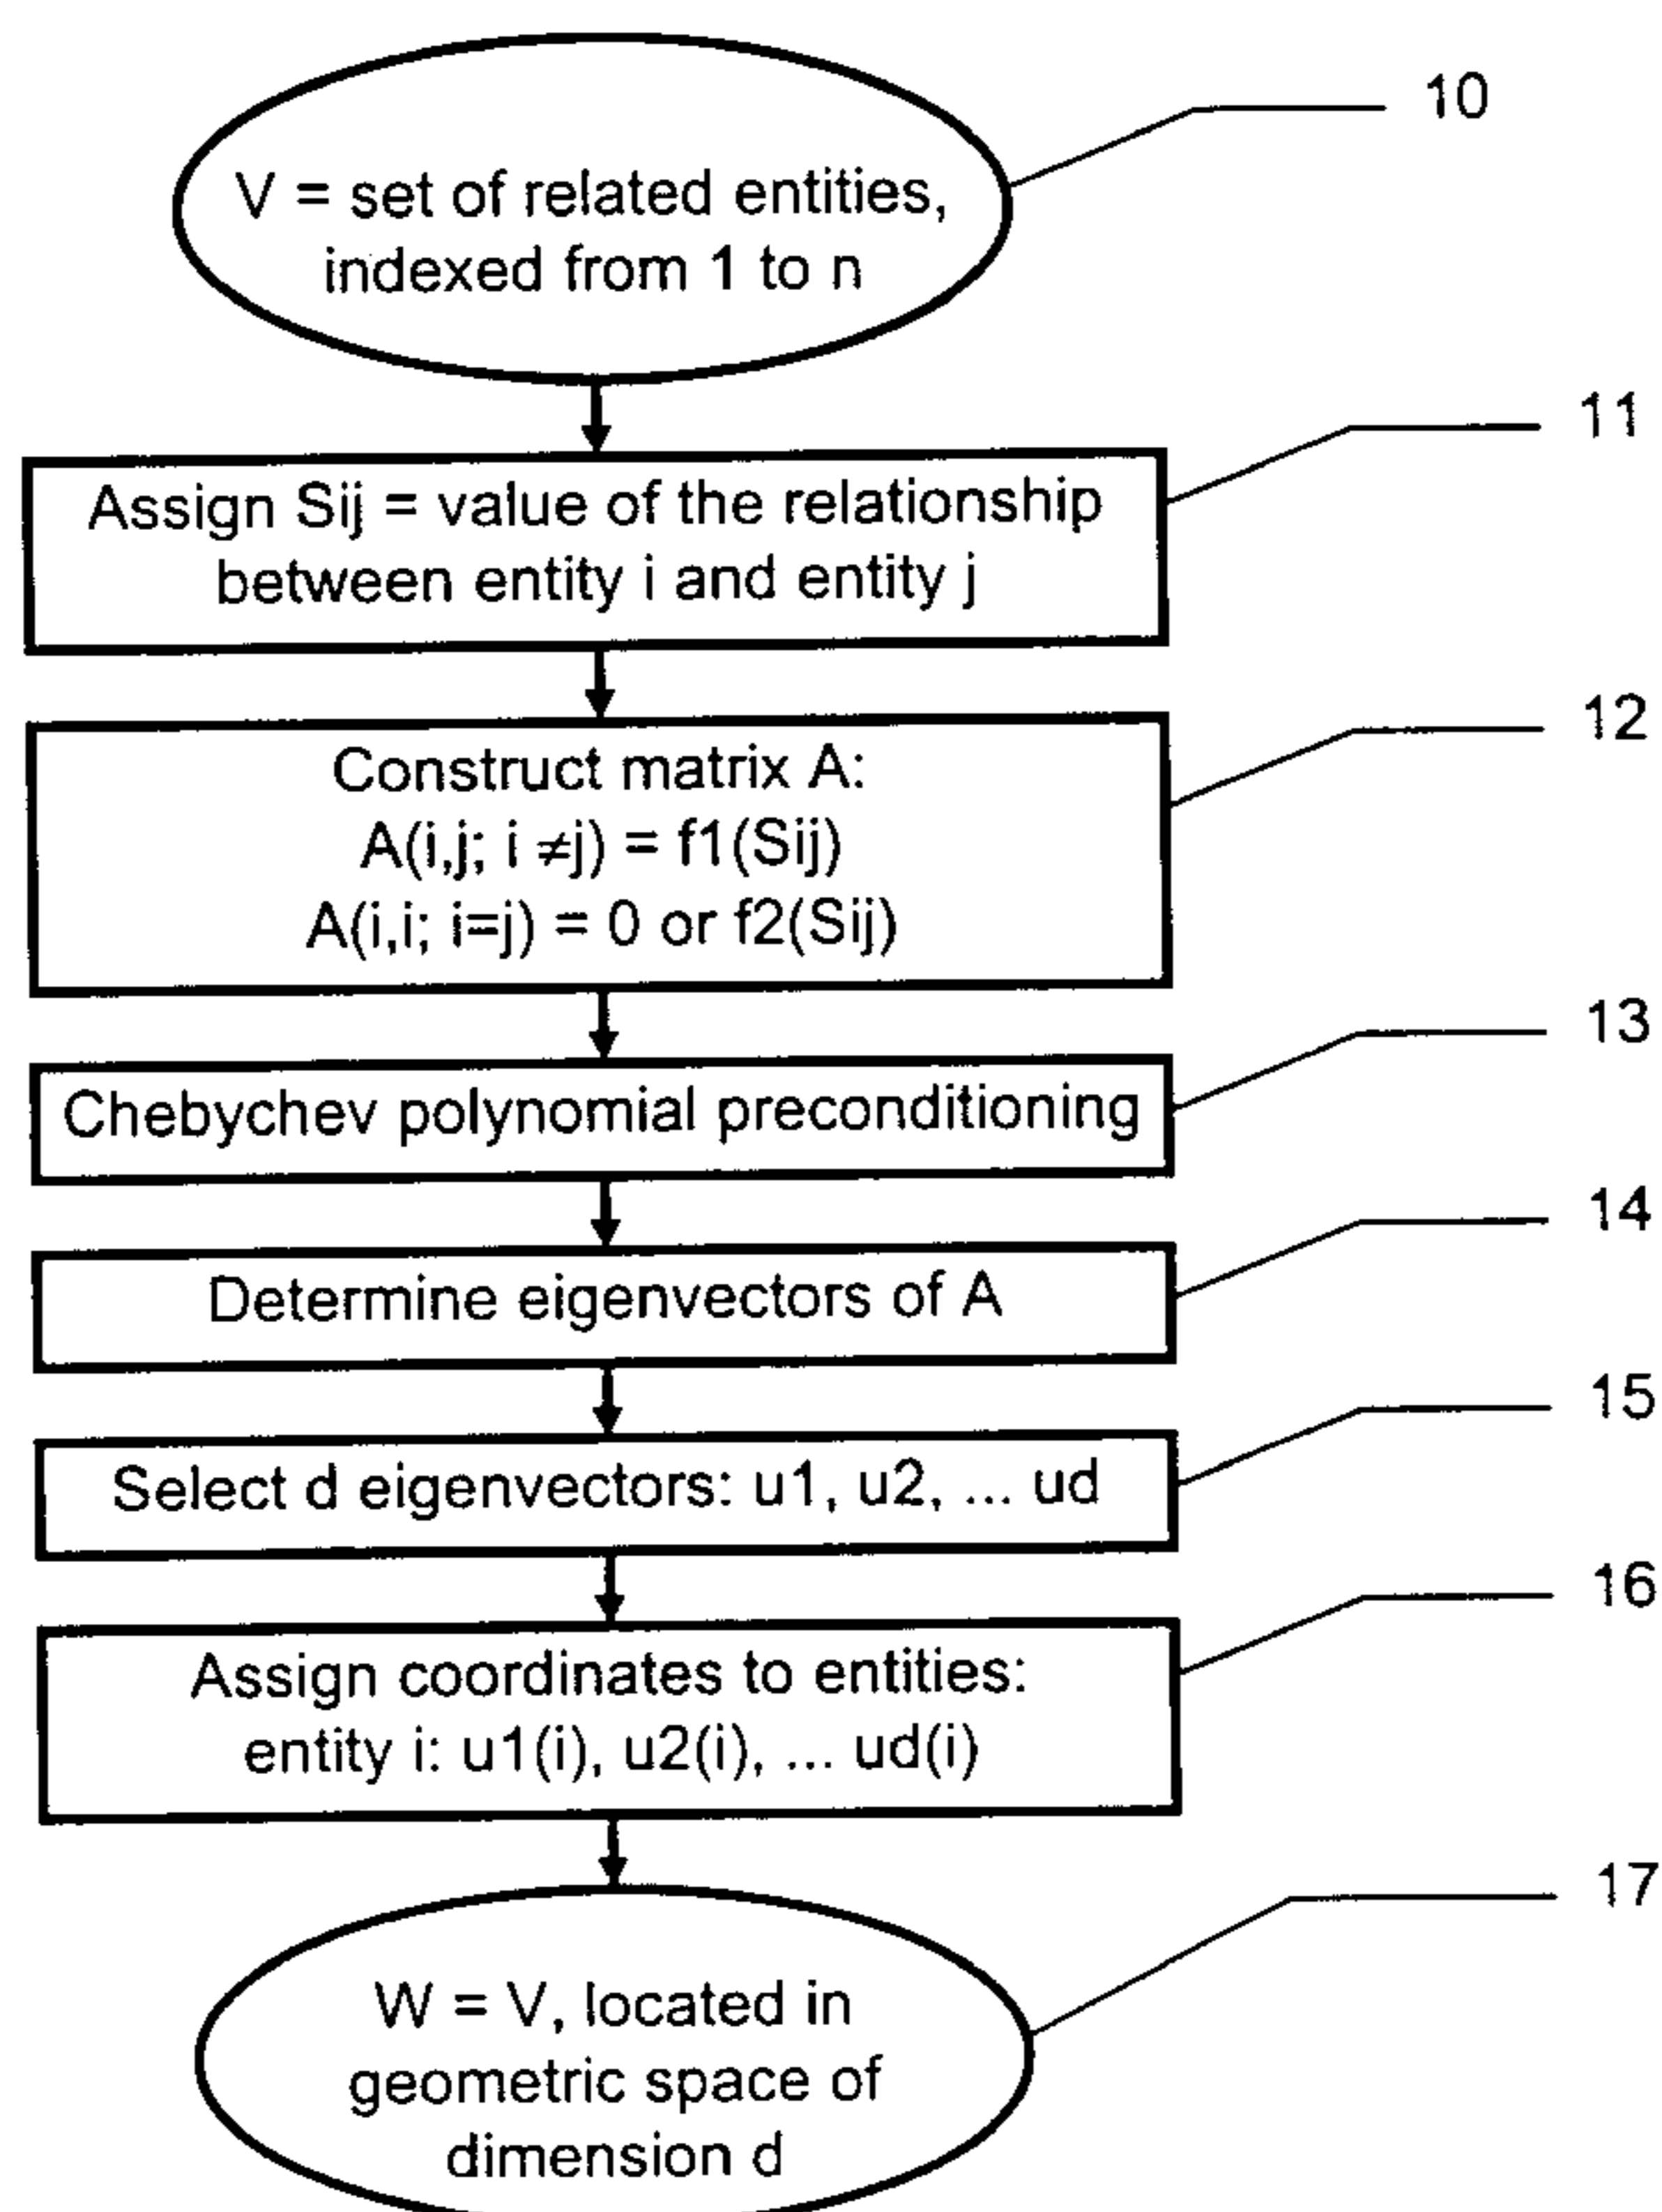 10
V = set of related entities,
indexed from 1 to n
11
Assign Sij = value of the relationship
between entity i and entity j
12
Construct matrix A:
A(i,j; i ≠j) = f1(Sij)
A(i,i; i=j) = 0 or f2(Sij)
13
Chebychev polynomial preconditioning
14
Determine eigenvectors of A
15
Select d eigenvectors: u1, u2, ... ud
16
Assign coordinates to entities:
entity i: u1(i), u2(i), ... ud(i)
17
W = V, located in
geometric space of
dimension d